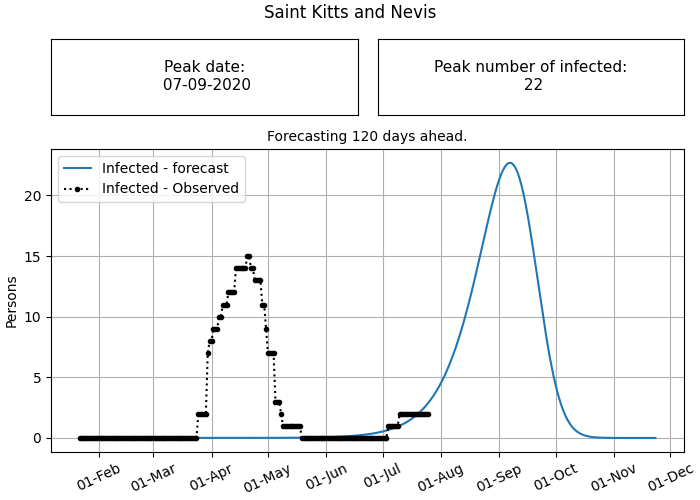 Saint Kitts and Nevis
Peak date:
07-09-2020
Peak number of infected:
22
Forecasting 120 days ahead.
Infected - forecast
Infected - Observed
Persons
20
15
10
5
0
01-Feb
01-Mar
01-Apr
01-May
01-Jun
01-Jul
01-Aug
01-Sep
01-Oct
01-Nov
01-Dec